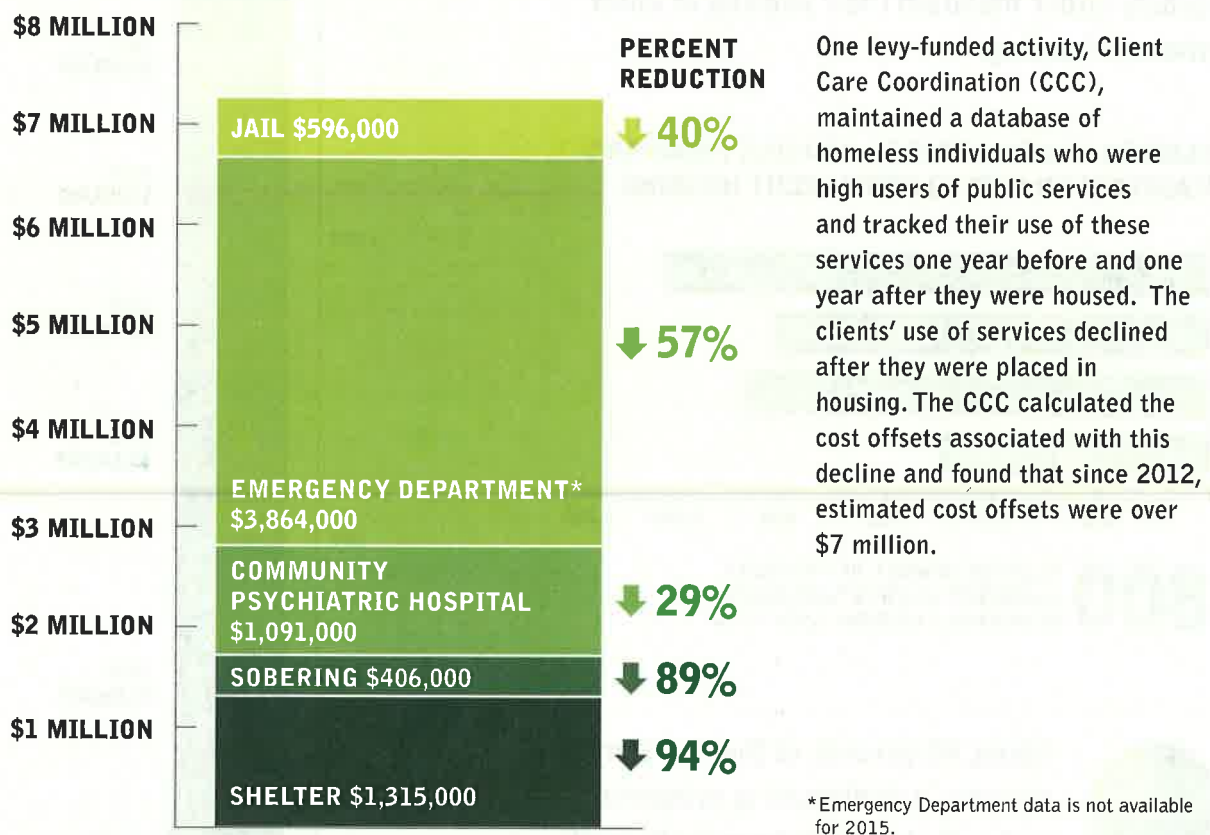 $8 MILLION
$7 MILLION
$6 MILLION
$5 MILLION
$4 MILLION
$3 MILLION
$2 MILLION
$1 MILLION
JAIL $596,000
EMERGENCY DEPARTMENT*
$3,864,000
COMMUNITY
PSYCHIATRIC HOSPITAL
$1,091,000
SOBERING $406,000
SHELTER $1,315,000
PERCENT
REDUCTION
40%
57%
29%
89%
94%
One levy-funded activity, Client
Care Coordination (CCC),
maintained a database of
homeless individuals who were
high users of public services
and tracked their use of these
services one year before and one
year after they were housed. The
clients' use of services declined
after they were placed in
housing. The CCC calculated the
cost offsets associated with this
decline and found that since 2012,
estimated cost offsets were over
$7 million.
*Emergency Department data is not available
for 2015.